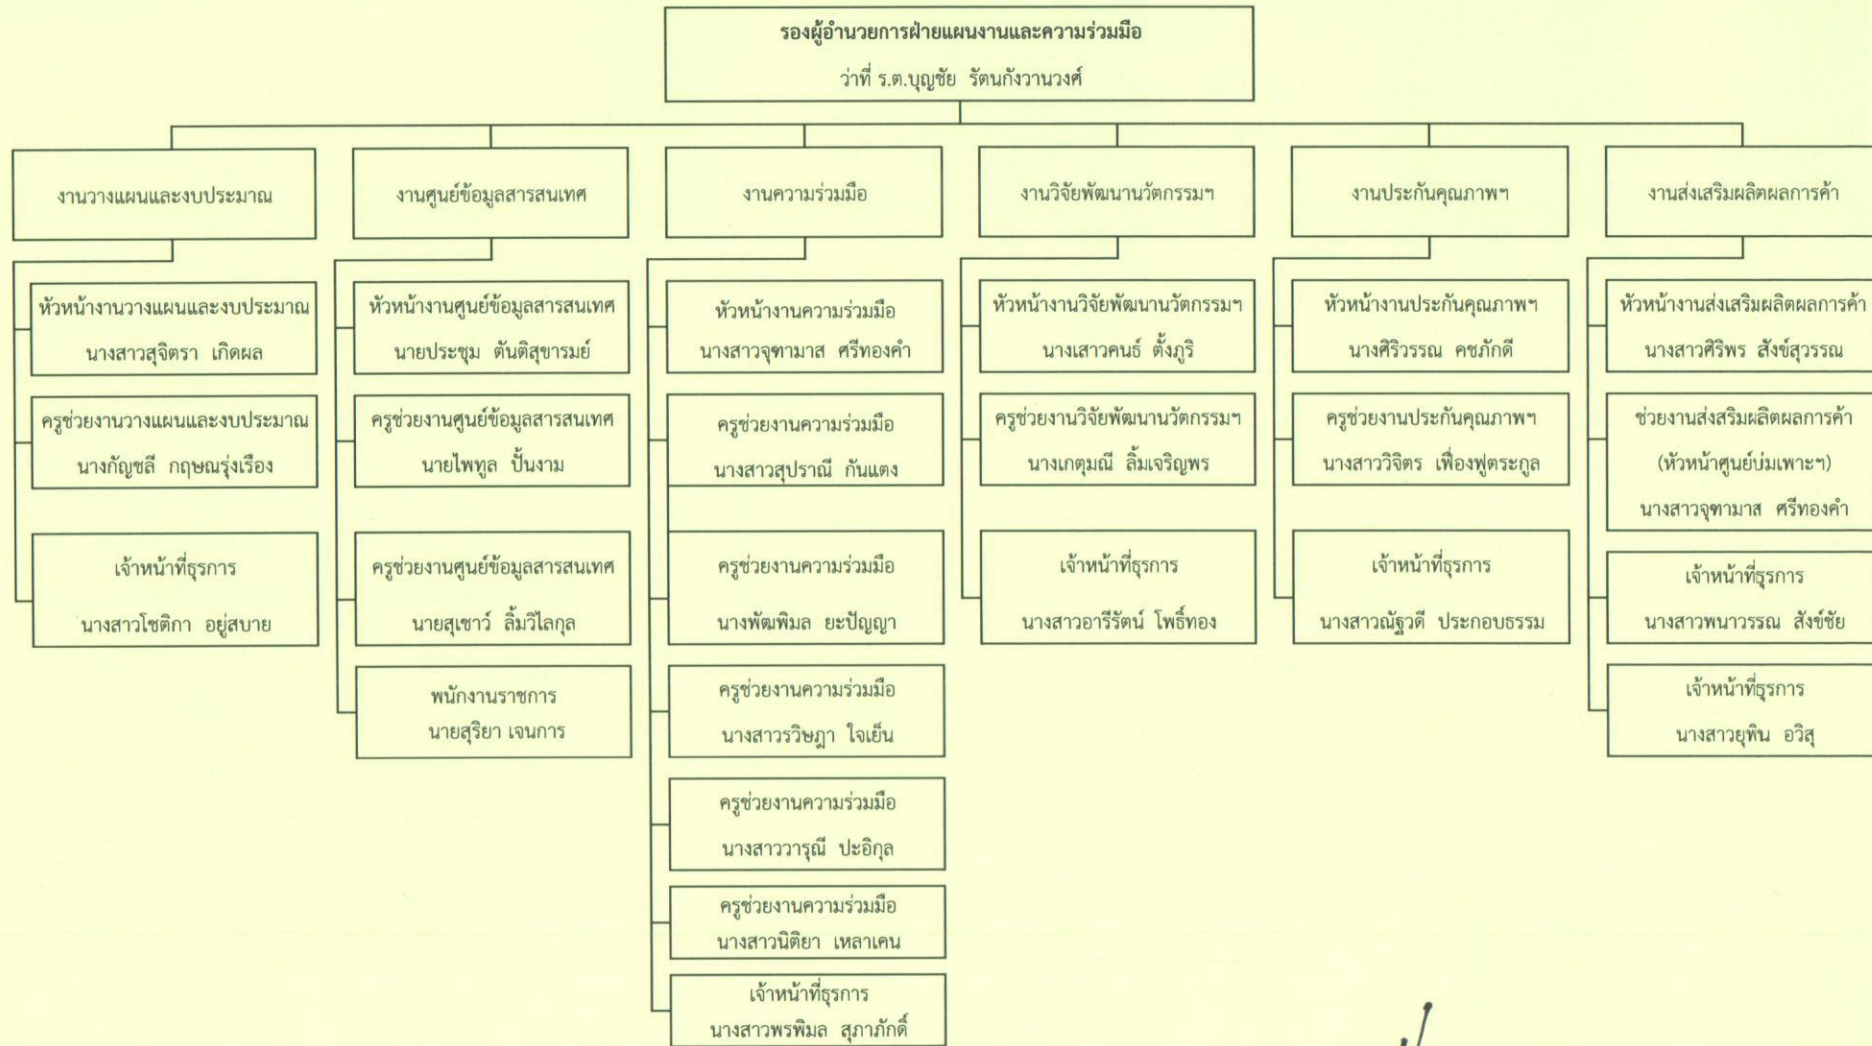 รองผู้อำนวยการฝ่ายแผนงานและความร่วมมือ
ว่าที่ ร.ต.บุญชัย รัตนกังวานวงศ์
งานวางแผนและงบประมาณ
หัวหน้างานวางแผนและงบประมาณ
นางสาวสุจิตรา เกิดผล
ครูช่วยงานวางแผนและงบประมาณ
นางกัญชลี กฤษณรุ่งเรือง
เจ้าหน้าที่ธุรการ
นางสาวโชติกา อยู่สบาย
งานศูนย์ข้อมูลสารสนเทศ
หัวหน้างานศูนย์ข้อมูลสารสนเทศ
นายประชุม ตันติสุขารมย์
ครูช่วยงานศูนย์ข้อมูลสารสนเทศ
นายไพทูล ปั้นงาม
ครูช่วยงานศูนย์ข้อมูลสารสนเทศ
นายสุเชาว์ ลิ้มวิไลกุล
พนักงานราชการ
นายสุริยา เจนการ
งานความร่วมมือ
หัวหน้างานความร่วมมือ
นางสาวจุฑามาส ศรีทองคำ
ครูช่วยงานความร่วมมือ
นางสาวสุปราณี กันแตง
ครูช่วยงานความร่วมมือ
นางพัฒพิมล ยะปัญญา
ครูช่วยงานความร่วมมือ
นางสาวรวิษฎา ใจเย็น
ครูช่วยงานความร่วมมือ
นางสาววารุณี ปะอิกุล
ครูช่วยงานความร่วมมือ
นางสาวนิติยา เหลาเคน
เจ้าหน้าที่ธุรการ
นางสาวพรพิมล สุภาภักดิ์
งานวิจัยพัฒนานวัตกรรมฯ
หัวหน้างานวิจัยพัฒนานวัตกรรมฯ
นางเสาวคนธ์ ตั้งภูริ
ครูช่วยงานวิจัยพัฒนานวัตกรรมฯ
นางเกตุมณี ลิ้มเจริญพร
เจ้าหน้าที่ธุรการ
นางสาวอารีรัตน์ โพธิ์ทอง
งานประกันคุณภาพฯ
หัวหน้างานประกันคุณภาพฯ
นางศิริวรรณ คชภักดี
ครูช่วยงานประกันคุณภาพฯ
นางสาววิจิตร เฟื่องฟูตระกูล
เจ้าหน้าที่ธุรการ
นางสาวณัฐวดี ประกอบธรรม
งานส่งเสริมผลิตผลการค้า
หัวหน้างานส่งเสริมผลิตผลการค้า
นางสาวศิริพร สังข์สุวรรณ
ช่วยงานส่งสริมผลิตผลการค้า
(หัวหน้าศูนย์บ่มเพาะฯ)
นางสาวจุฑามาส ศรีทองคำ
เจ้าหน้าที่ธุรการ
นางสาวพนาวรรณ สังข์ชัย
เจ้าหน้าที่ธุรการ
นางสาวยุพิน อวิสุ